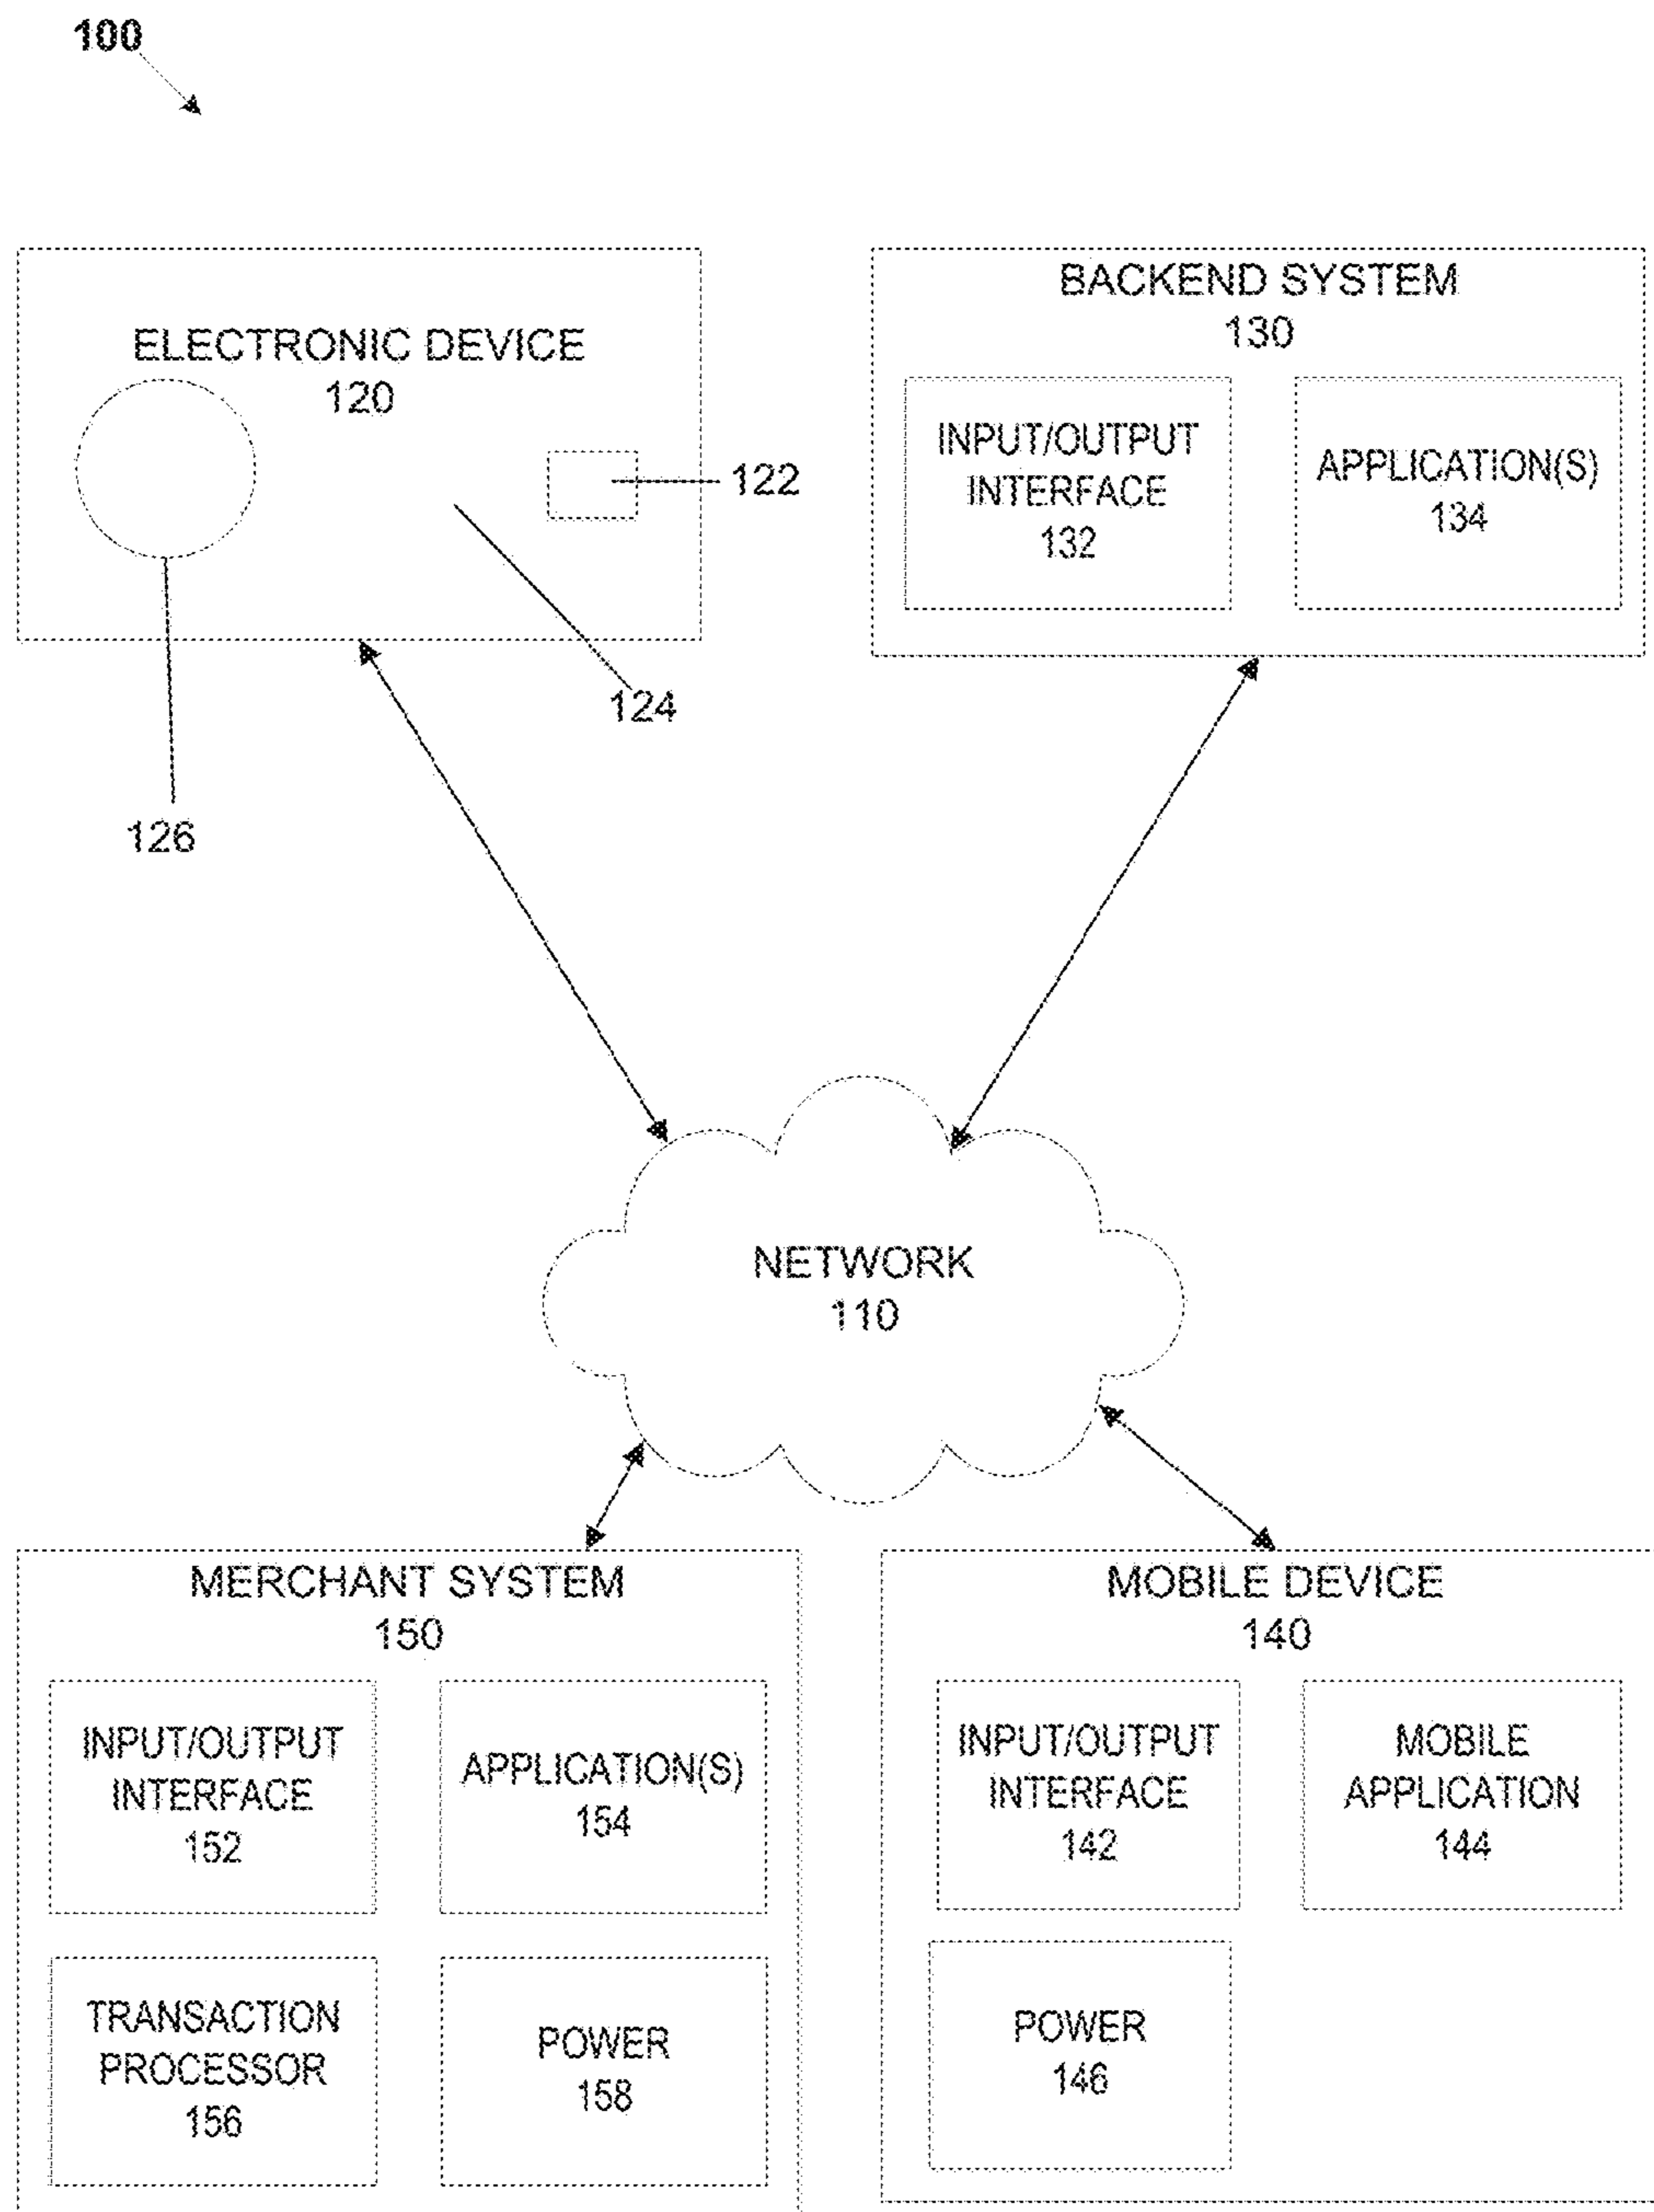 100
ELECTRONIC DEVICE
120
122
124
126
BACKEND SYSTEM
130
INPUT/OUTPUT
INTERFACE
132
APPLICATION(S)
134
NETWORK
110
MERCHANT SYSTEM
150
INPUT/OUTPUT
INTERFACE
152
APPLICATION(S)
154
TRANSACTION
PROCESSOR
156
POWER
158
MOBILE DEVICE
140
INPUT/OUTPUT
INTERFACE
142
MOBILE
APPLICATION
144
POWER
146